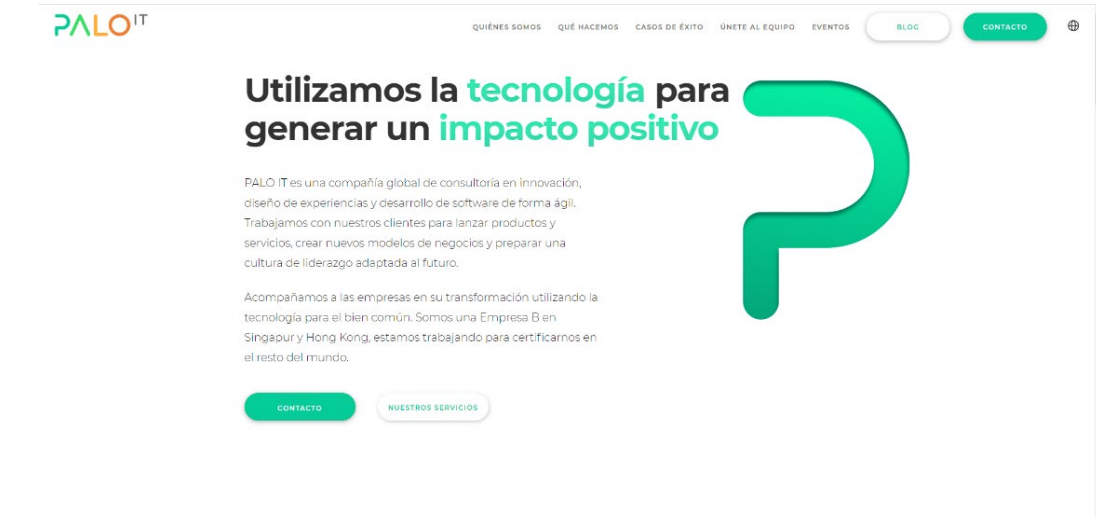 PALO IT
QUIÉNES SOMOS QUÉ HACEMOS CASOS DE ÉXITO ÚNETE AL EQUIPO EVENTOS BLOG CONTACTO
Utilizamos la tecnología para
generar un impacto positivo
PALO IT es una compañía global de consultoría en innovación,
diseño de experiencias y desarrollo de software de forma ágil.
Trabajamos con nuestros clientes para lanzar productos y
servicios, crear nuevos modelos de negocios y preparar una
cultura de liderazgo adaptada al futuro.
Acompañamos a las empresas en su transformación utilizando la
tecnología para el bien común. Somos una Empresa B en
Singapur y Hong Kong, estamos trabajando para certificarnos en
el resto del mundo.
CONTACTO NUESTROS SERVICIOS